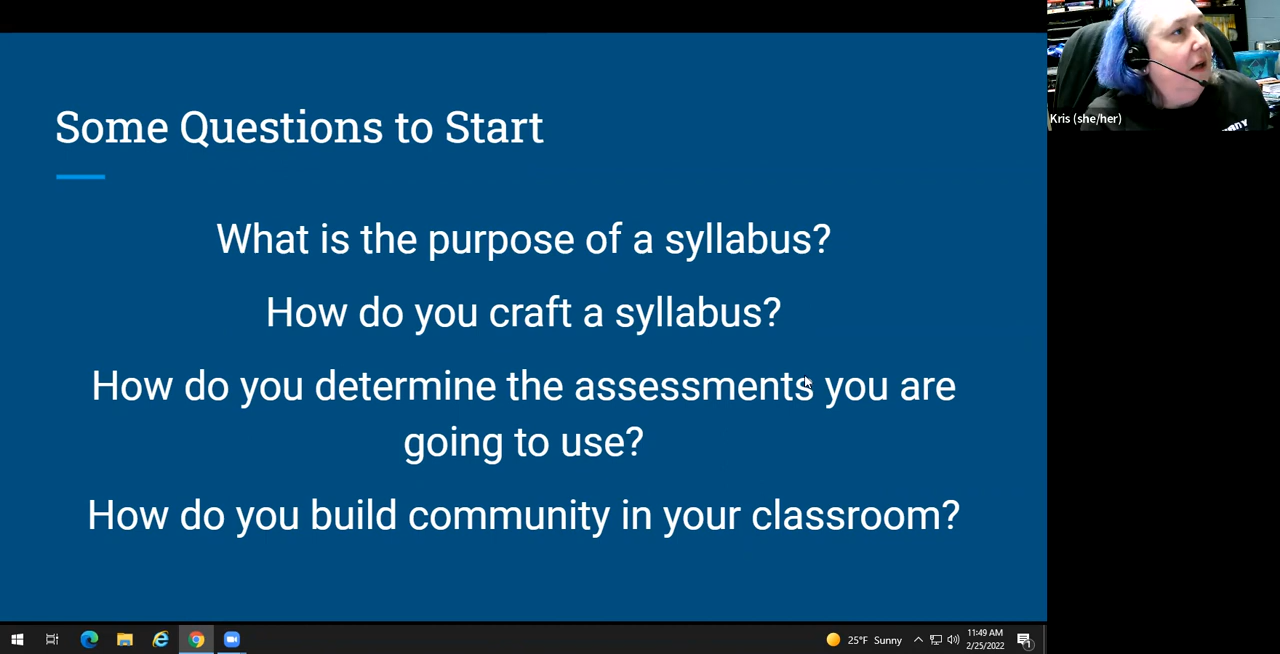 Some Questions to Start
What is the purpose of a syllabus?
How do you craft a syllabus?
How do you determine the assessments you are
going to use?
How do you build community in your classroom?
Kris (she/her)
25°F Sunny
11:49 AM
2/25/2022
1